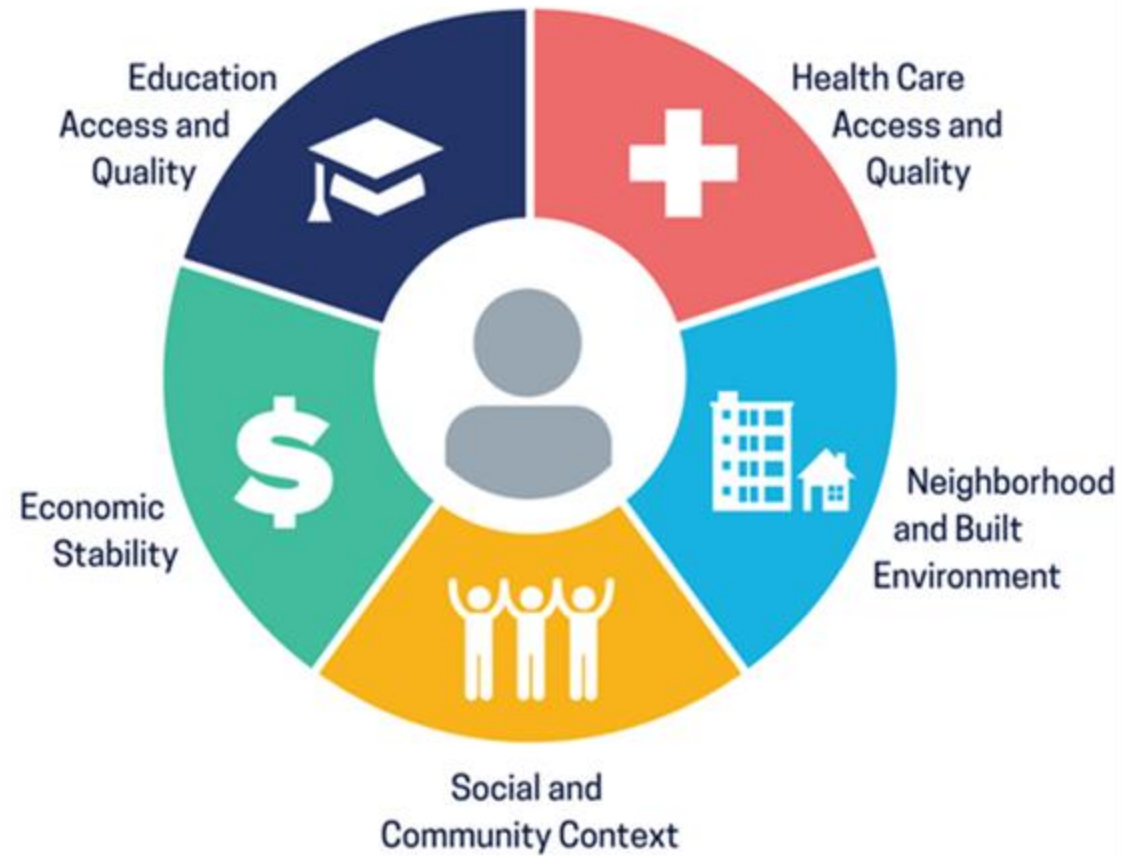 Education
Access and
Quality
Health Care
Access and
Quality
Economic
Stability
Neighborhood
and Built
Environment
Social and
Community Context